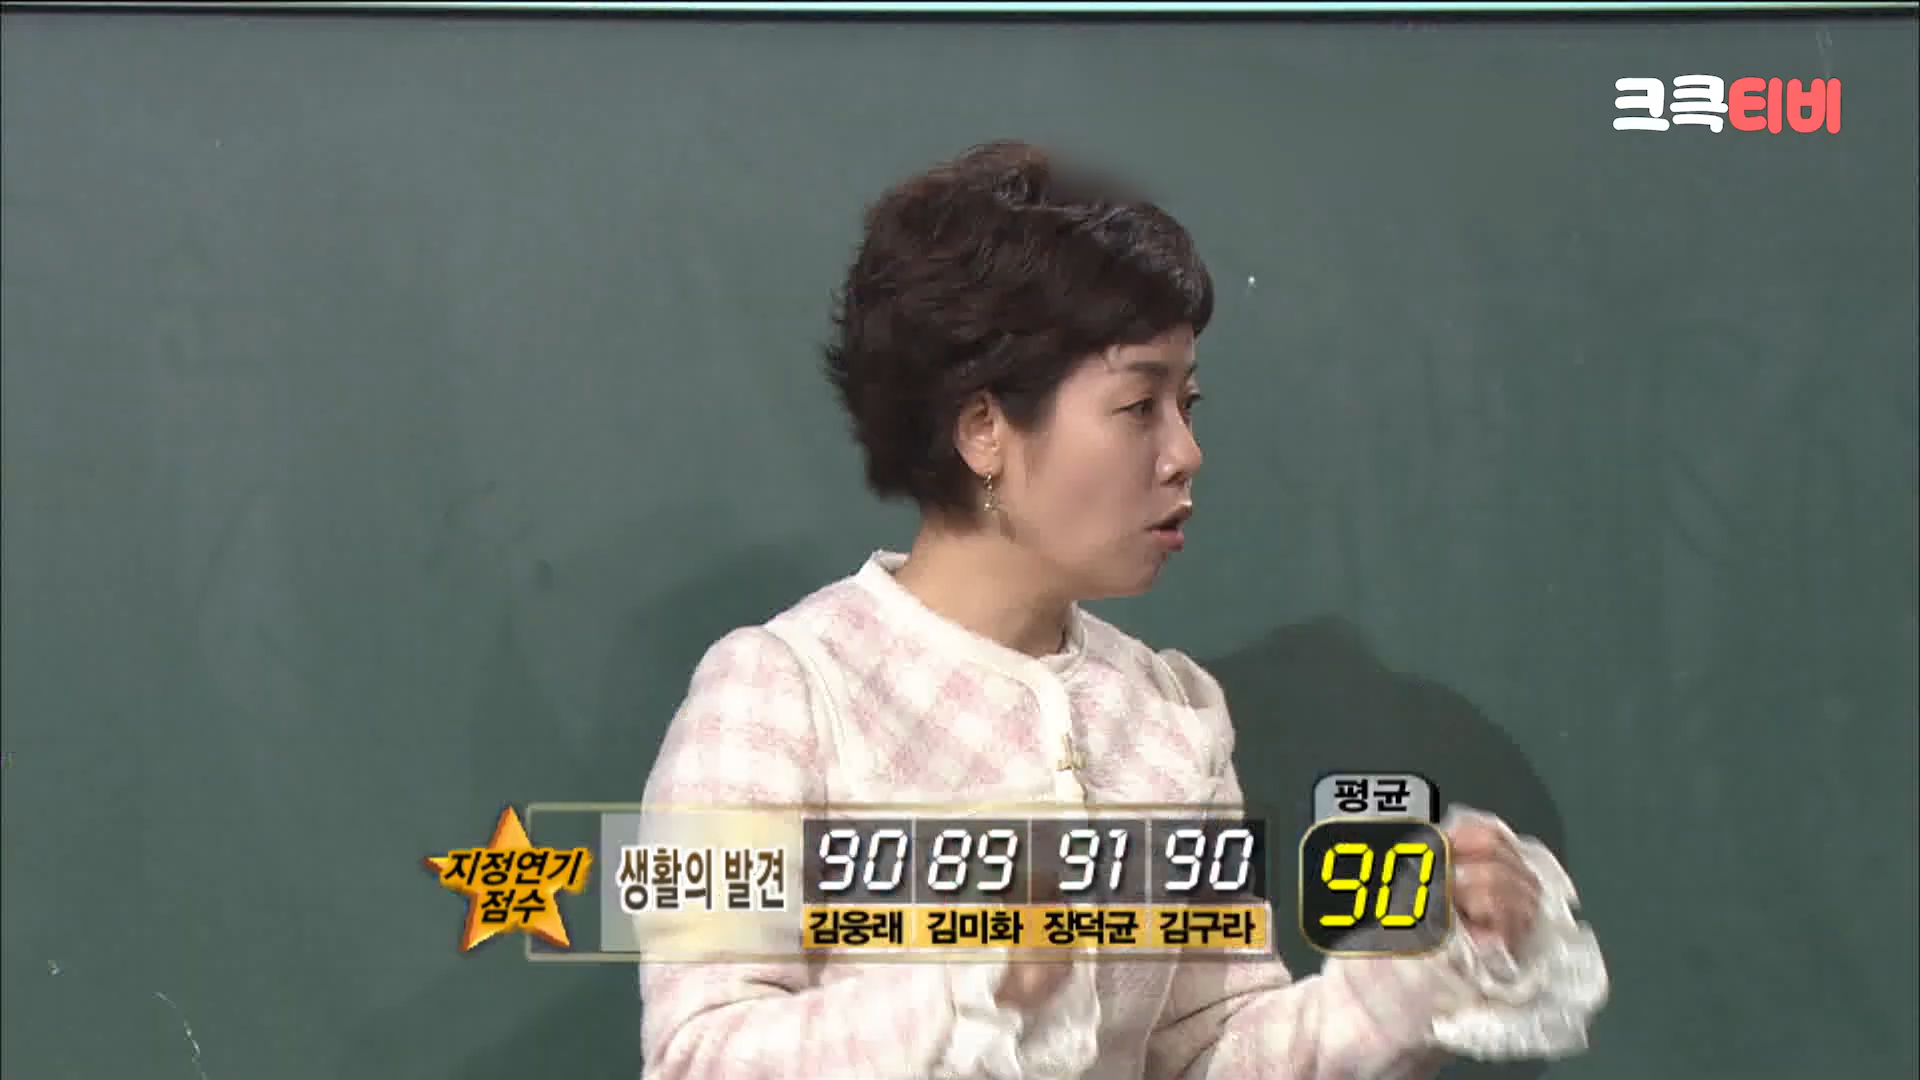 크큭티비
평균
지정연기
점수
생활의 발견
90 89 91 90
90
김웅래 김미화 장덕균 김구라